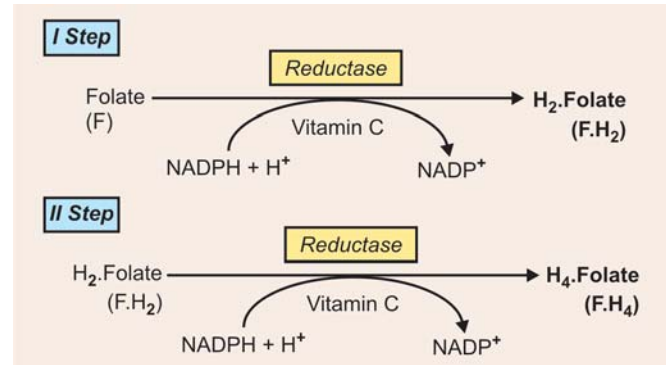 I Step
Reductase
Folate
(F)
Vitamin C
H₂.Folate
(F.H₂)
NADPH + H⁺
NADP⁺
II Step
Reductase
H₂.Folate
(F.H₂)
Vitamin C
H₄.Folate
(F.H₄)
NADPH + H⁺
NADP⁺